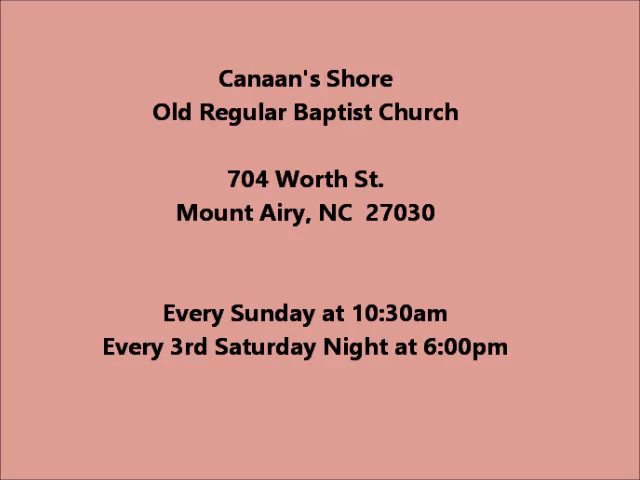 Canaan's Shore
Old Regular Baptist Church
704 Worth St.
Mount Airy, NC  27030
Every Sunday at 10:30am
Every 3rd Saturday Night at 6:00pm